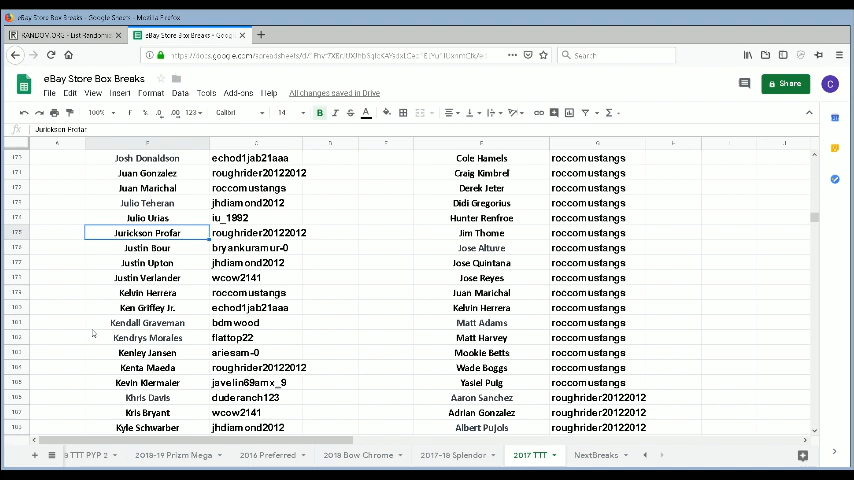 eBay Store Box Breaks - Google Sheets - Mozilla Firefox
RANDOM.ORG - List Randomiz
eBay Store Box Breaks - Google
Search
eBay Store Box Breaks
File Edit View Insert Format Data Tools Add-ons Help All changes saved in Drive
Share
C
100% Calibri 14 B I S A
fx Jurickson Profar
Josh Donaldson echod1jab21aaa Cole Hamels roccomustangs
Juan Gonzalez roughrider20122012 Craig Kimbrel roccomustangs
Juan Marichal roccomustangs Derek Jeter roccomustangs
Julio Teheran jhdiamond2012 Didi Gregorius roccomustangs
Julio Urias iu_1992 Hunter Renfroe roccomustangs
Jurickson Profar roughrider20122012 Jim Thome roccomustangs
Justin Bour bryankuramur-0 Jose Altuve roccomustangs
Justin Upton jhdiamond2012 Jose Quintana roccomustangs
Justin Verlander wcow2141 Jose Reyes roccomustangs
Kelvin Herrera roccomustangs Juan Marichal roccomustangs
Ken Griffey Jr. echod1jab21aaa Kelvin Herrera roccomustangs
Kendall Graveman bdmwood Matt Adams roccomustangs
Kendrys Morales flattop22 Matt Harvey roccomustangs
Kenley Jansen ariesam-0 Mookie Betts roccomustangs
Kenta Maeda roughrider20122012 Wade Boggs roccomustangs
Kevin Kiermaier javelin69amx_9 Yasiel Puig roccomustangs
Khris Davis duderanch123 Aaron Sanchez roughrider20122012
Kris Bryant wcow2141 Adrian Gonzalez roughrider20122012
Kyle Schwarber jhdiamond2012 Albert Pujols roughrider20122012
TTT PYP 2 2018-19 Prizm Mega 2016 Preferred 2018 Bow Chrome 2017-18 Splendor 2017 TTT NextBreaks